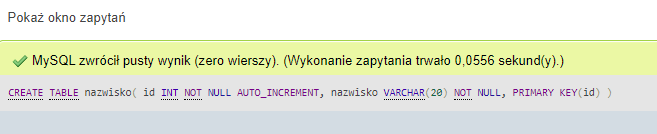 Pokaż okno zapytań
MySQL zwrócił pusty wynik (zero wierszy). (Wykonanie zapytania trwało 0,0556 sekund(y).)
CREATE TABLE nazwisko( id INT NOT NULL AUTO_INCREMENT, nazwisko VARCHAR(20) NOT NULL, PRIMARY KEY(id) )